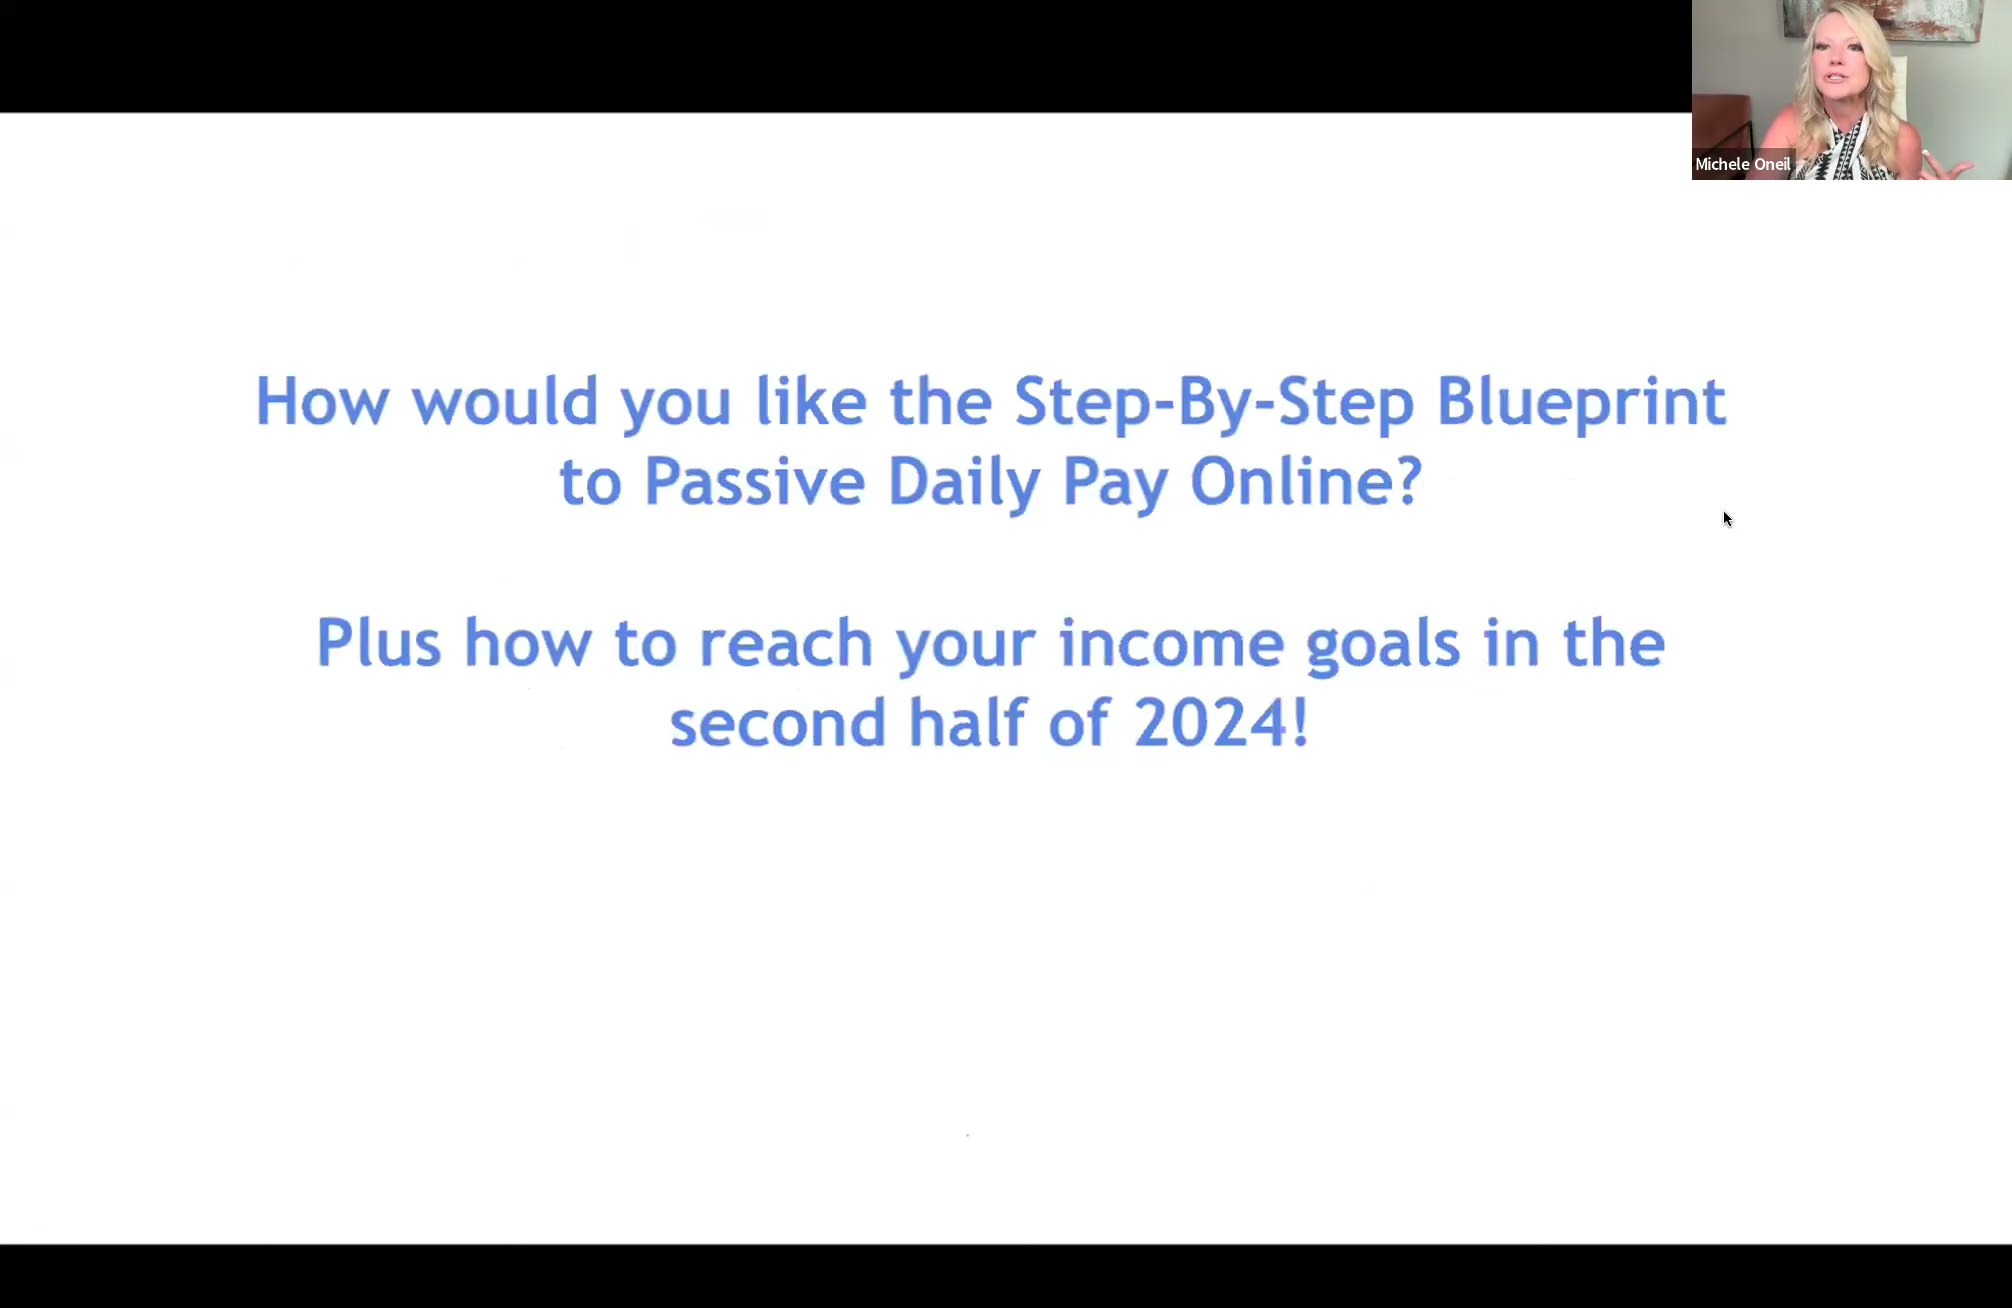 Michele Oneil
How would you like the Step-By-Step Blueprint
to Passive Daily Pay Online?
Plus how to reach your income goals in the
second half of 2024!